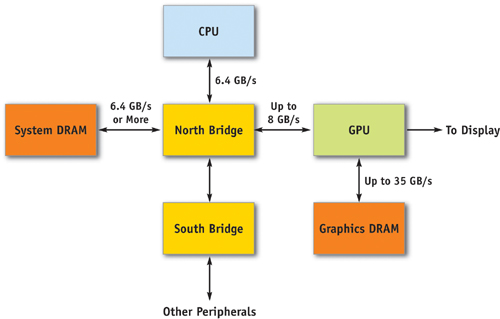 CPU
6.4 GB/s
6.4 GB/s
or More
Up to
8 GB/s
System DRAM
North Bridge
GPU
To Display
Up to 35 GB/s
South Bridge
Graphics DRAM
Other Peripherals